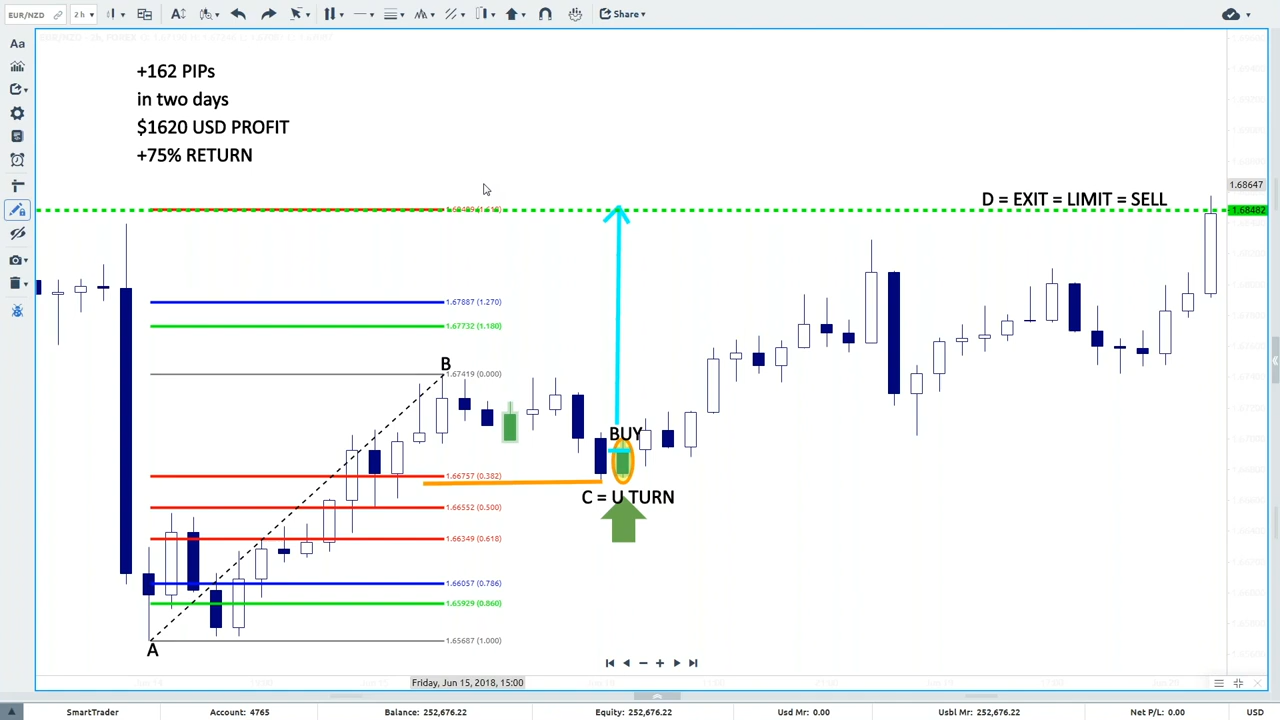 EUR/NZD
2 h
Share
Aa
+162 PIPs
in two days
$1620 USD PROFIT
+75% RETURN
1.68647
D = EXIT = LIMIT = SELL
1.68482
1.67887 (1.270)
1.67732 (1.180)
B
1.67419 (0.000)
BUY
1.66757 (0.382)
C = U TURN
1.66552 (0.500)
1.66349 (0.618)
1.66057 (0.786)
1.65929 (0.860)
1.65687 (1.000)
A
Friday, Jun 15, 2018, 15:00
SmartTrader
Account: 4765
Balance: 252,676.22
Equity: 252,676.22
Usd Mr: 0.00
Usbl Mr: 252,676.22
Net P/L: 0.00
USD